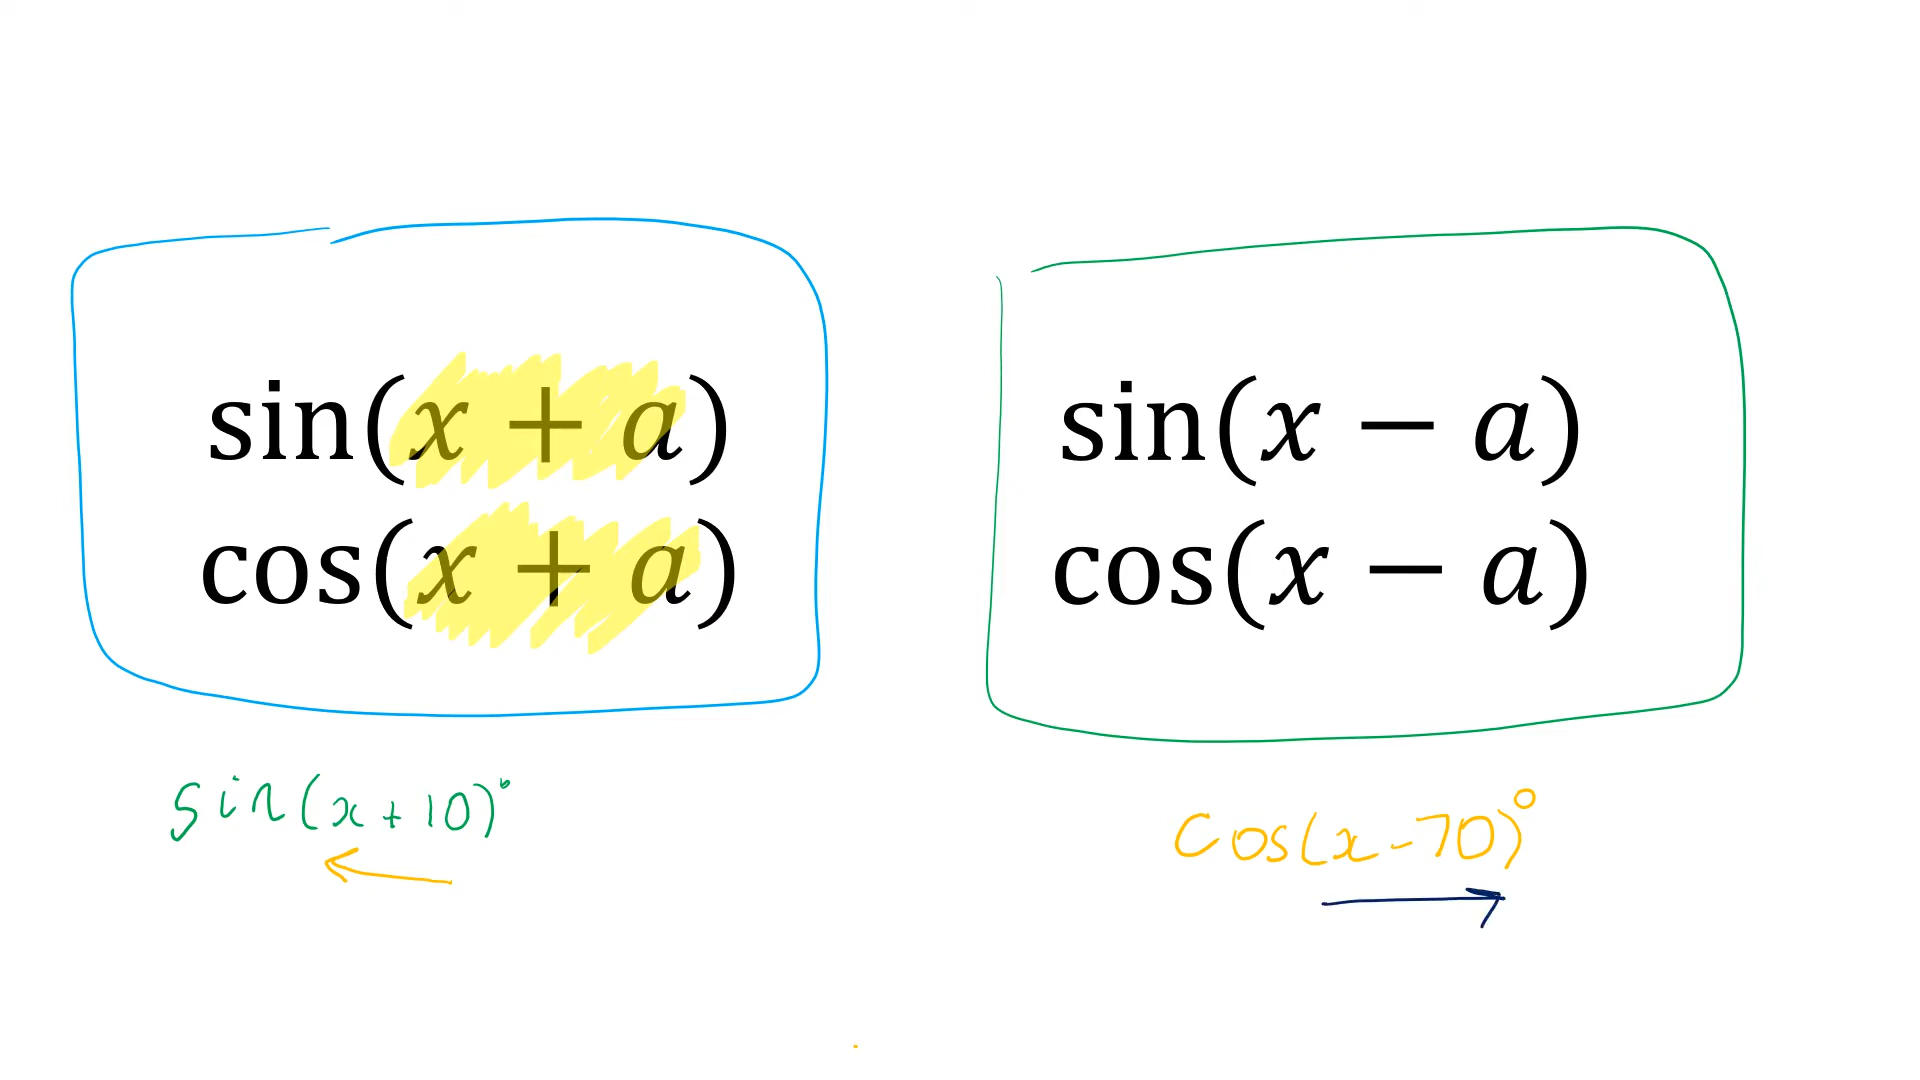 sin(x + a)
cos(x + a)
sin(x+10)°
sin(x − a)
cos(x − a)
cos(x-70)°